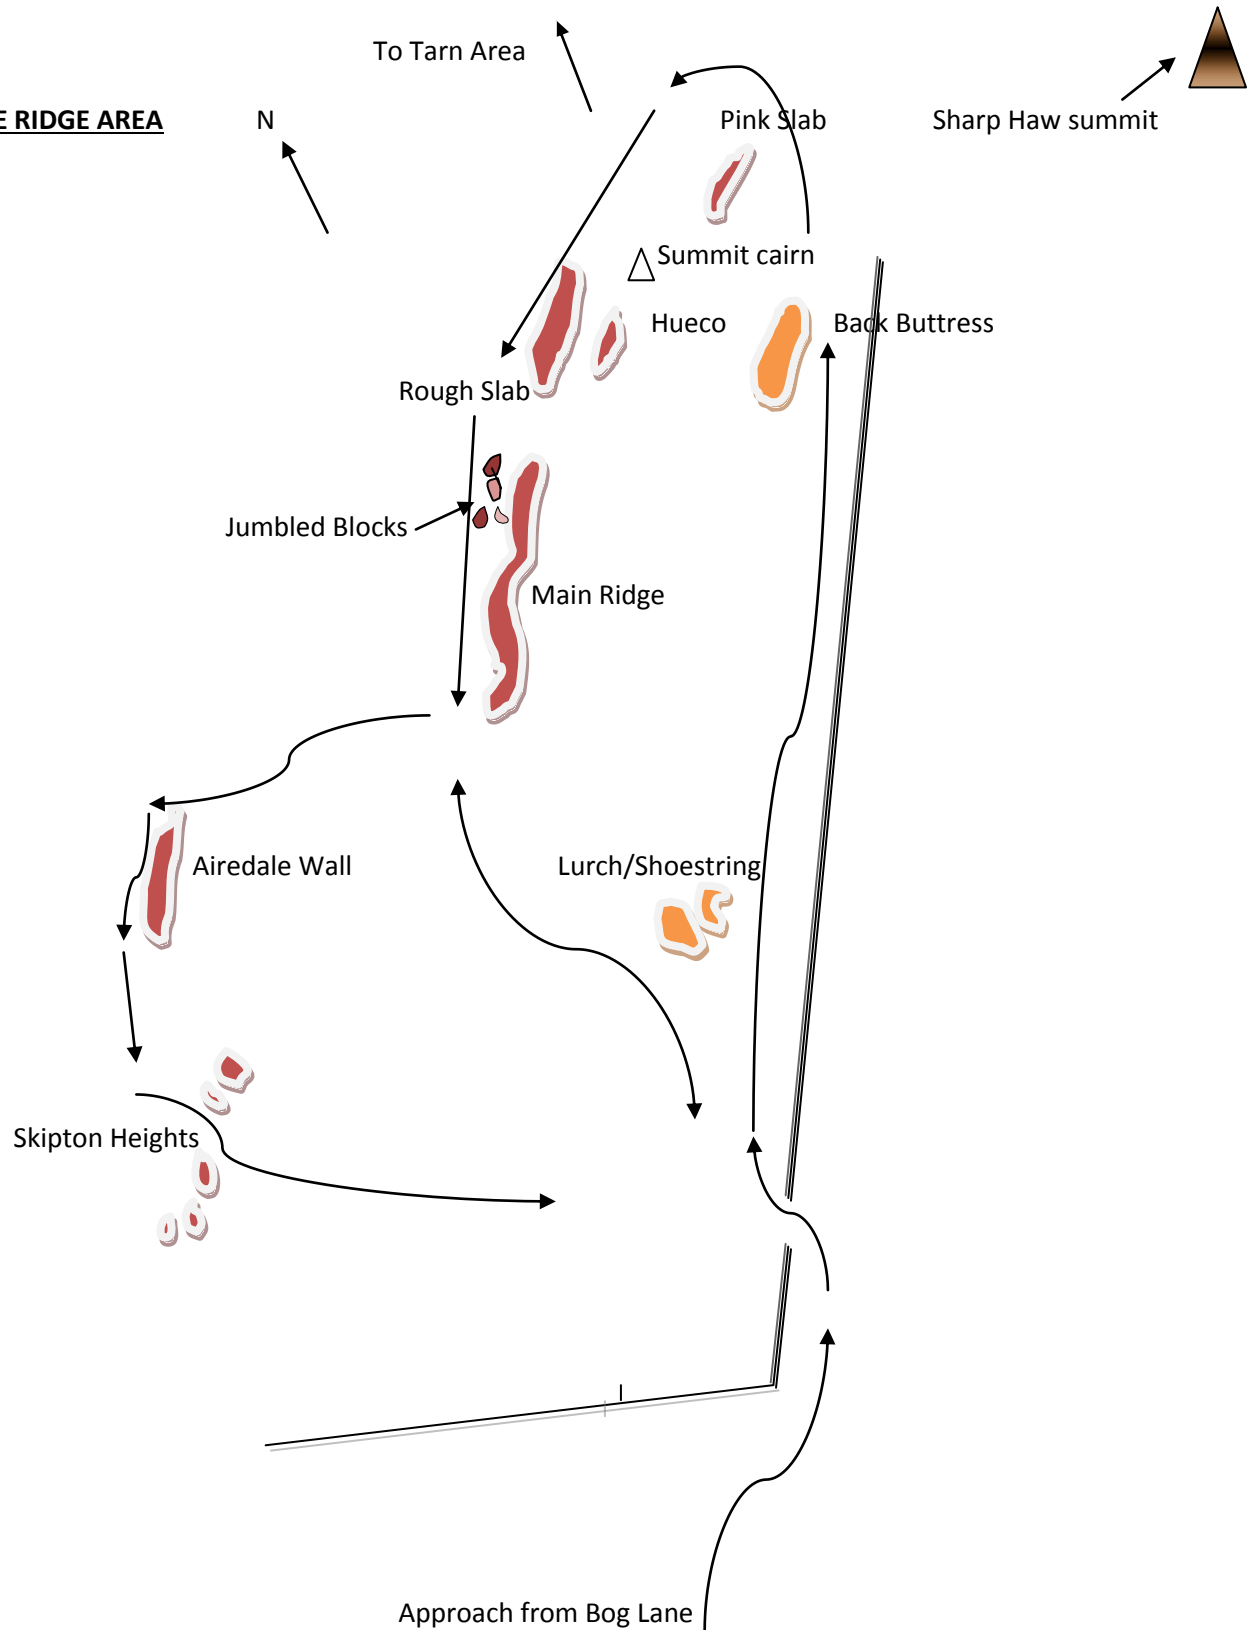 To Tarn Area
E RIDGE AREA
N
Pink Slab
Sharp Haw summit
Summit cairn
Hueco
Back Buttress
Rough Slab
Jumbled Blocks
Main Ridge
Airedale Wall
Lurch/Shoestring
Skipton Heights
Approach from Bog Lane